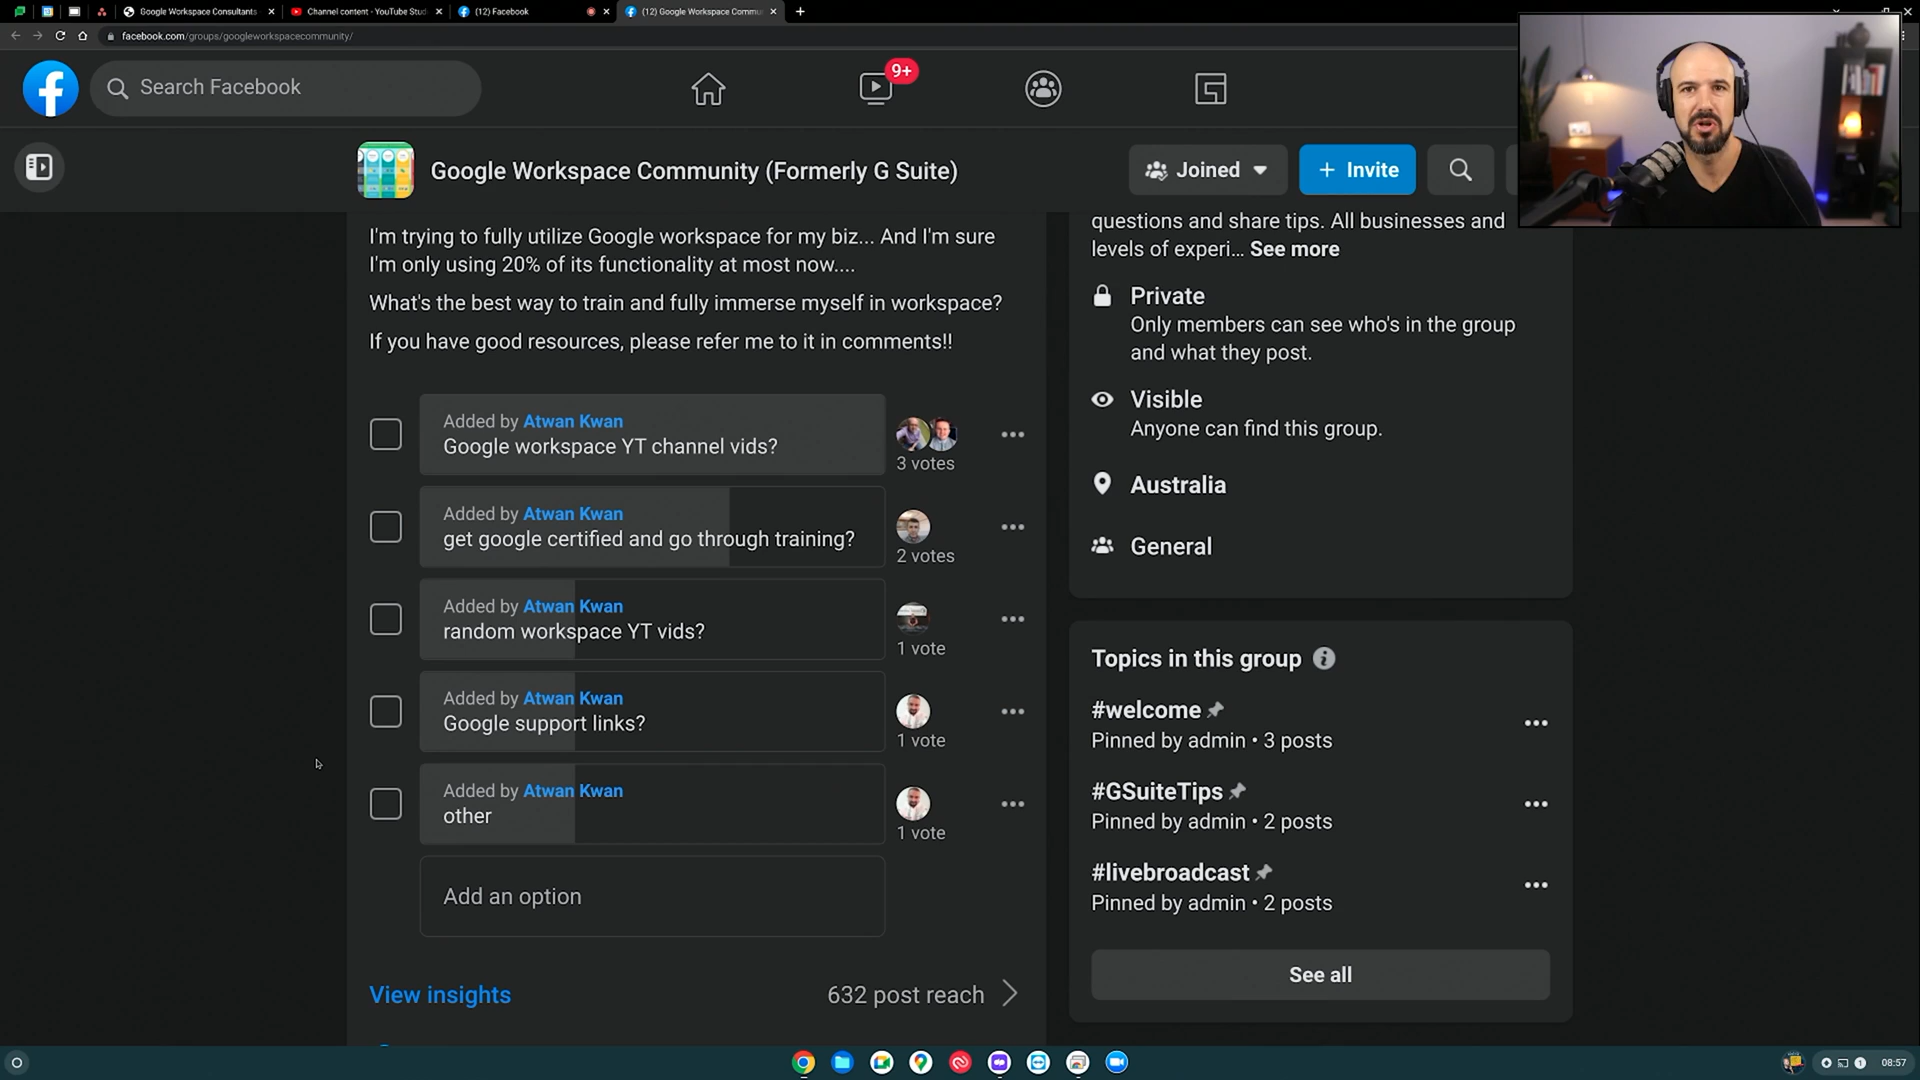 Google Workspace Consultants
Channel content - YouTube Stud
(12) Facebook
(12) Google Workspace Commu
facebook.com/groups/googleworkspacecommunity/
Search Facebook
9+
Google Workspace Community (Formerly G Suite)
Joined
+ Invite
I'm trying to fully utilize Google workspace for my biz... And I'm sure
I'm only using 20% of its functionality at most now....
What's the best way to train and fully immerse myself in workspace?
If you have good resources, please refer me to it in comments!!
Added by Atwan Kwan
Google workspace YT channel vids?
3 votes
Added by Atwan Kwan
get google certified and go through training?
2 votes
Added by Atwan Kwan
random workspace YT vids?
1 vote
Added by Atwan Kwan
Google support links?
1 vote
Added by Atwan Kwan
other
1 vote
Add an option
View insights
632 post reach
questions and share tips. All businesses and
levels of experi... See more
Private
Only members can see who's in the group
and what they post.
Visible
Anyone can find this group.
Australia
General
Topics in this group
#welcome
Pinned by admin • 3 posts
#GSuiteTips
Pinned by admin • 2 posts
#livebroadcast
Pinned by admin • 2 posts
See all
08:57